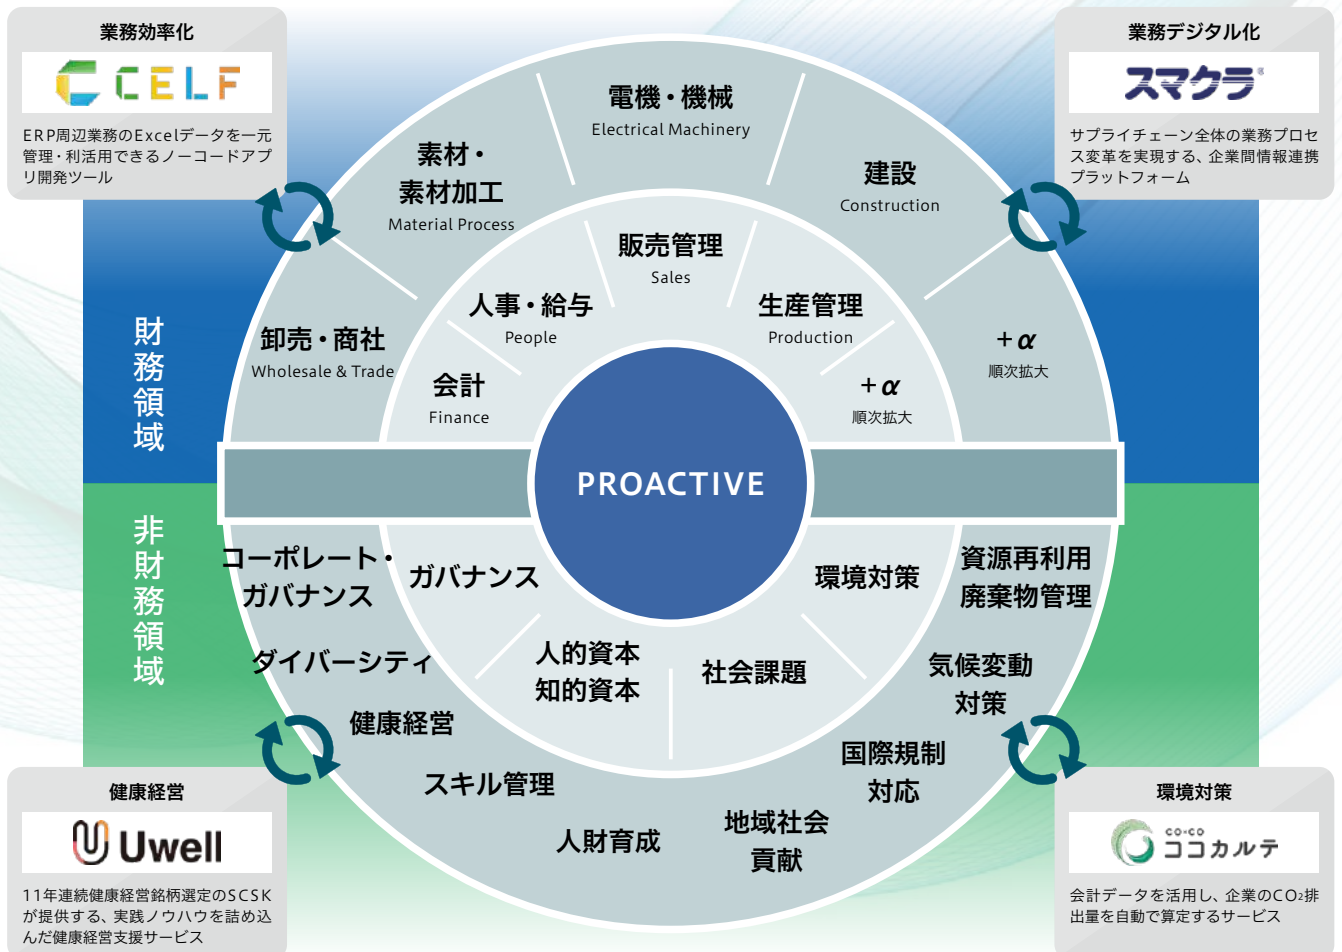 業務効率化
CELF
ERP周辺業務のExcelデータを一元
管理・利活用できるノーコードアプ
リ開発ツール
業務デジタル化
スマクラ®
サプライチェーン全体の業務プロセ
ス変革を実現する、企業間情報連携
プラットフォーム
財務領域
電機・機械
Electrical Machinery
素材・
素材加工
Material Process
建設
Construction
卸売・商社
Wholesale & Trade
+α
順次拡大
販売管理
Sales
人事・給与
People
生産管理
Production
会計
Finance
+α
順次拡大
PROACTIVE
非財務領域
コーポレート・
ガバナンス
ガバナンス
環境対策
資源再利用
廃棄物管理
ダイバーシティ
人的資本
知的資本
社会課題
気候変動
対策
健康経営
国際規制
対応
スキル管理
人財育成
地域社会
貢献
健康経営
Uwell
11年連続健康経営銘柄選定のSCSK
が提供する、実践ノウハウを詰め込
んだ健康経営支援サービス
環境対策
CO-CO
ココカルテ
会計データを活用し、企業のCO₂排
出量を自動で算定するサービス